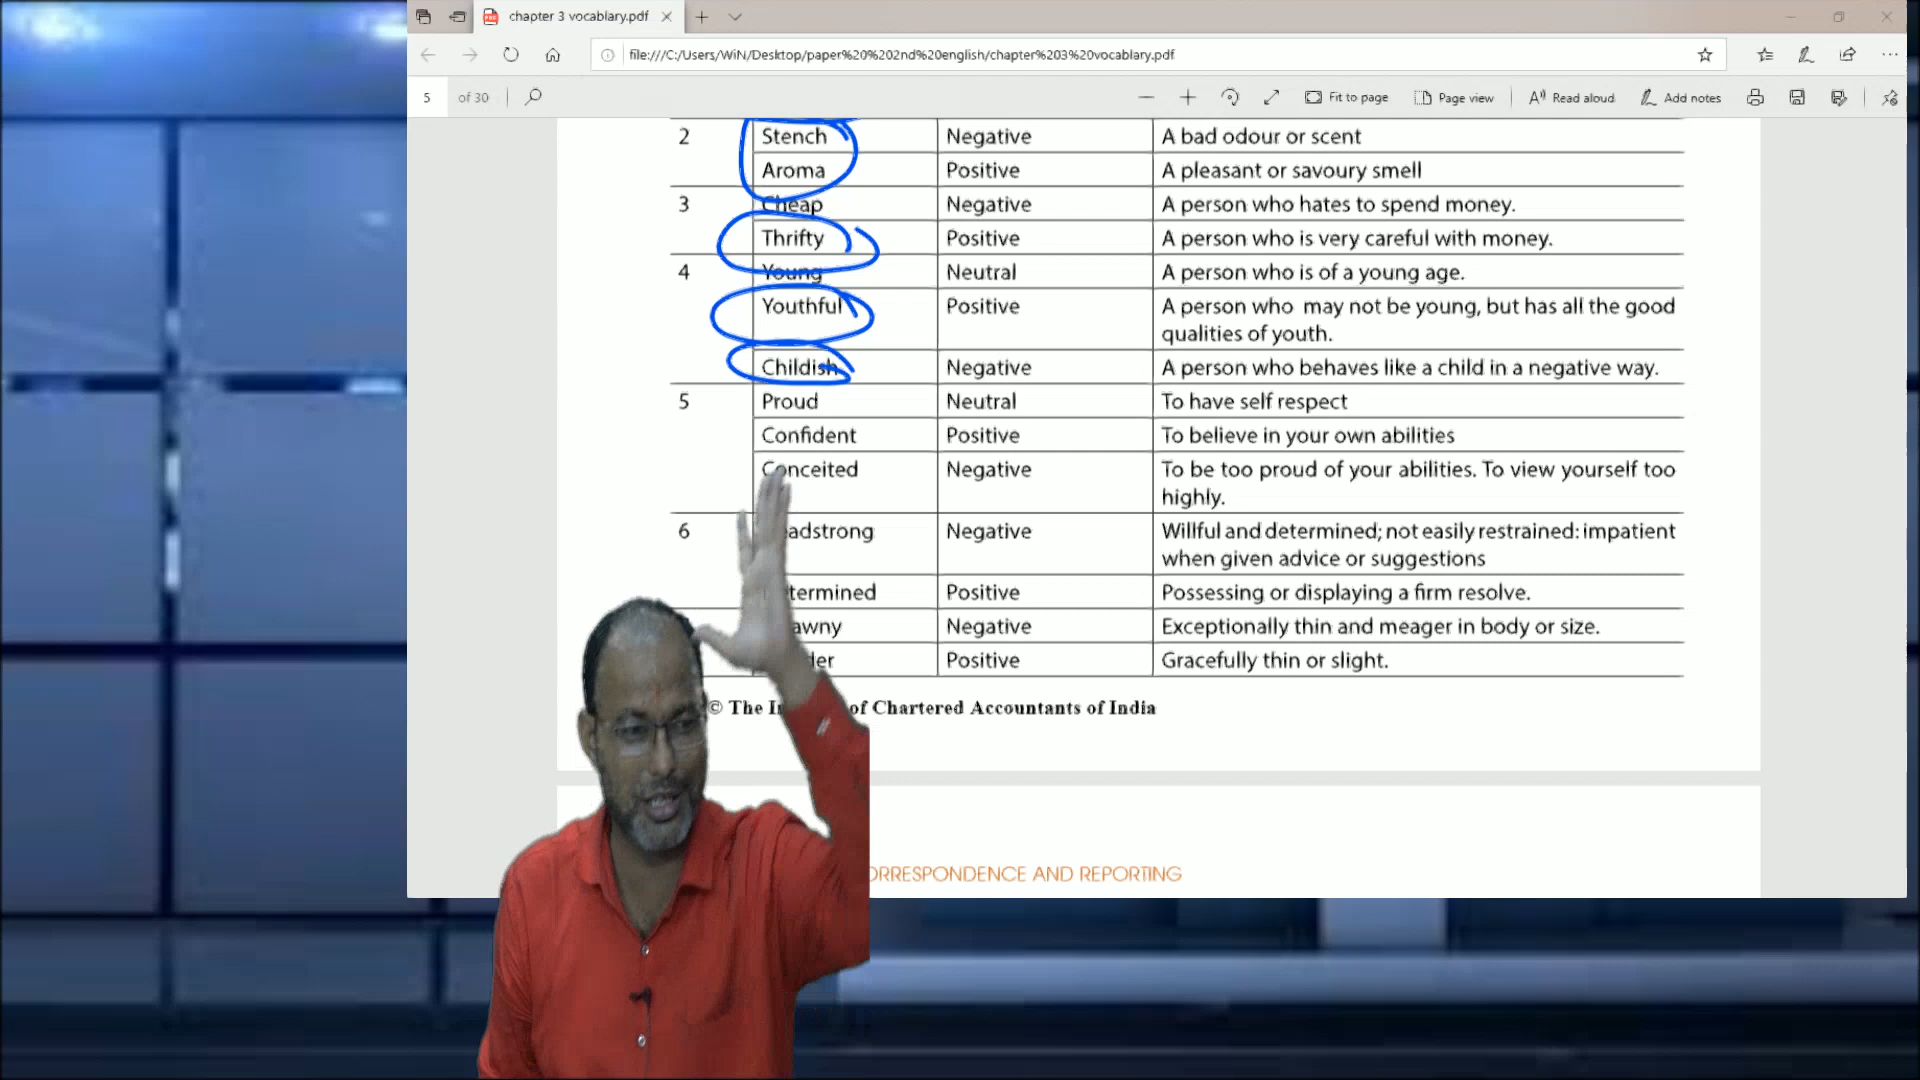 chapter 3 vocablary.pdf
file:///C:/Users/WiN/Desktop/paper%20%202nd%20english/chapter%203%20vocablary.pdf
5 of 30 Fit to page Page view Read aloud Add notes
2 Stench Negative A bad odour or scent
Aroma Positive A pleasant or savoury smell
3 Cheap Negative A person who hates to spend money.
Thrifty Positive A person who is very careful with money.
4 Young Neutral A person who is of a young age.
Youthful Positive A person who may not be young, but has all the good
qualities of youth.
Childish Negative A person who behaves like a child in a negative way.
5 Proud Neutral To have self respect
Confident Positive To believe in your own abilities
Conceited Negative To be too proud of your abilities. To view yourself too
highly.
6 adstrong Negative Willful and determined; not easily restrained: impatient
when given advice or suggestions
termined Positive Possessing or displaying a firm resolve.
awny Negative Exceptionally thin and meager in body or size.
der Positive Gracefully thin or slight.
© The I of Chartered Accountants of India
ORRESPONDENCE AND REPORTING